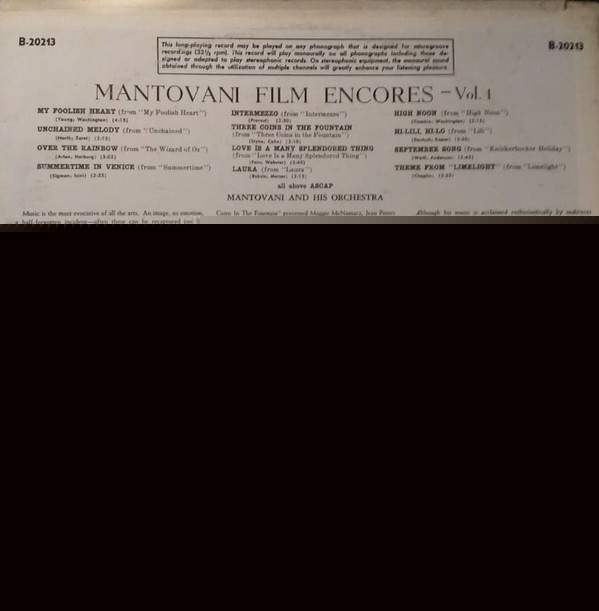 B-20213
B-20213
This long-playing record may be played on any phonograph that is designed for microgroove
recordings (33⅓ rpm). This record will play monaurally on all phonographs including those de-
signed or adapted to play stereophonic records. On stereophonic equipment, the monaural sound
obtained through the utilization of multiple channels will greatly enhance your listening pleasure.
MANTOVANI FILM ENCORES - Vol. 1
MY FOOLISH HEART (from "My Foolish Heart")
(Young; Washington)
UNCHAINED MELODY (from "Unchained")
(North; Zaret)
OVER THE RAINBOW (from "The Wizard of Oz")
(Arlen; Harburg)
SUMMERTIME IN VENICE (from "Summertime")
(Sigman; Icini)
INTERMEZZO (from "Intermezzo")
(Provost)
THREE COINS IN THE FOUNTAIN
(from "Three Coins in the Fountain")
(Styne, Cahn)
LOVE IS A MANY SPLENDORED THING
(from "Love Is a Many Splendored Thing")
(Fain, Webster)
LAURA (from "Laura")
(Raksin; Mercer)
HIGH NOON (from "High Noon")
(Tiomkin; Washington)
HI-LILI, HI-LO (from "Lili")
(Deutsch; Kaper)
SEPTEMBER SONG (from "Knickerbocker Holiday")
(Weill; Anderson)
THEME FROM "LIMELIGHT" (from "Limelight")
(Chaplin)
all above ASCAP
MANTOVANI AND HIS ORCHESTRA
Music is the most evocative of all the arts. An image, an emotion,
a half-forgotten incident—often these can be recaptured
Coins In The Fountain" presented Maggie McNamara, Jean Peters
Although his music is acclaimed enthusiastically by